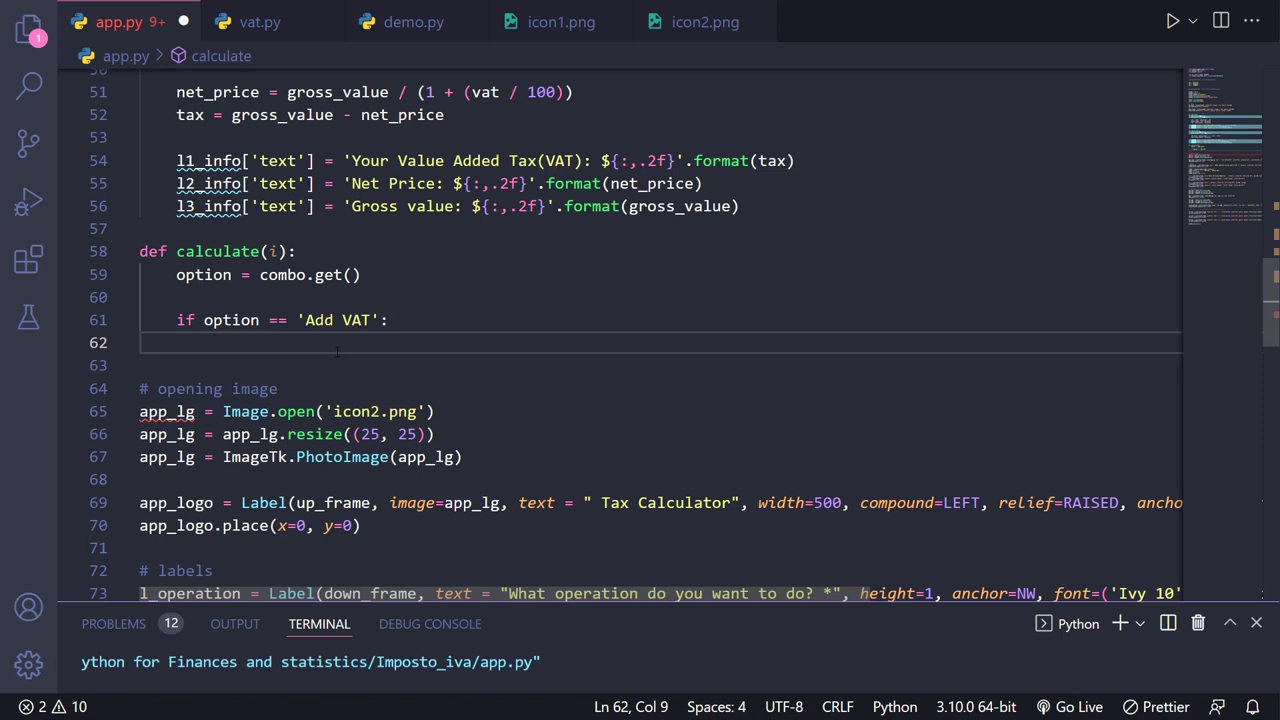 app.py 9+ vat.py demo.py icon1.png icon2.png
1
app.py > calculate
50
51 net_price = gross_value / (1 + (vat / 100))
52 tax = gross_value - net_price
53
54 l1_info['text'] = 'Your Value Added Tax(VAT): ${:,.2f}'.format(tax)
55 l2_info['text'] = 'Net Price: ${:,.2f}'.format(net_price)
56 l3_info['text'] = 'Gross value: ${:,.2f}'.format(gross_value)
57
58 def calculate(i):
59 option = combo.get()
60
61 if option == 'Add VAT':
62
63
64 # opening image
65 app_lg = Image.open('icon2.png')
66 app_lg = app_lg.resize((25, 25))
67 app_lg = ImageTk.PhotoImage(app_lg)
68
69 app_logo = Label(up_frame, image=app_lg, text = " Tax Calculator", width=500, compound=LEFT, relief=RAISED, ancho
70 app_logo.place(x=0, y=0)
71
72 # labels
73 l_operation = Label(down_frame, text = "What operation do you want to do? *", height=1, anchor=NW, font=('Ivy 10'
PROBLEMS 12 OUTPUT TERMINAL DEBUG CONSOLE Python
ython for Finances and statistics/Imposto_iva/app.py"
2 10 Ln 62, Col 9 Spaces: 4 UTF-8 CRLF Python 3.10.0 64-bit Go Live Prettier